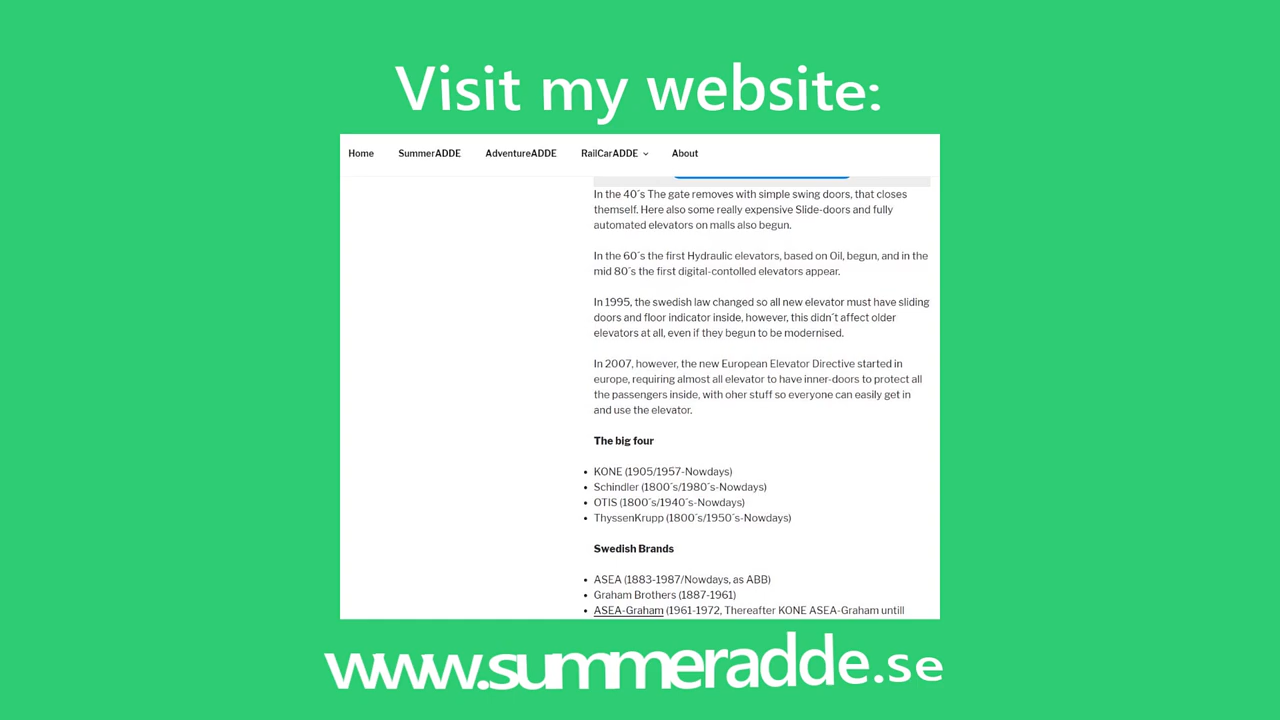 Visit my website:
Home SummerADDE AdventureADDE RailCarADDE About
In the 40´s The gate removes with simple swing doors, that closes
themself. Here also some really expensive Slide-doors and fully
automated elevators on malls also begun.
In the 60´s the first Hydraulic elevators, based on Oil, begun, and in the
mid 80´s the first digital-contolled elevators appear.
In 1995, the swedish law changed so all new elevator must have sliding
doors and floor indicator inside, however, this didn´t affect older
elevators at all, even if they begun to be modernised.
In 2007, however, the new European Elevator Directive started in
europe, requiring almost all elevator to have inner-doors to protect all
the passengers inside, with oher stuff so everyone can easily get in
and use the elevator.
The big four
• KONE (1905/1957-Nowdays)
• Schindler (1800´s/1980´s-Nowdays)
• OTIS (1800´s/1940´s-Nowdays)
• ThyssenKrupp (1800´s/1950´s-Nowdays)
Swedish Brands
• ASEA (1883-1987/Nowdays, as ABB)
• Graham Brothers (1887-1961)
• ASEA-Graham (1961-1972, Thereafter KONE ASEA-Graham untill
www.summeradde.se